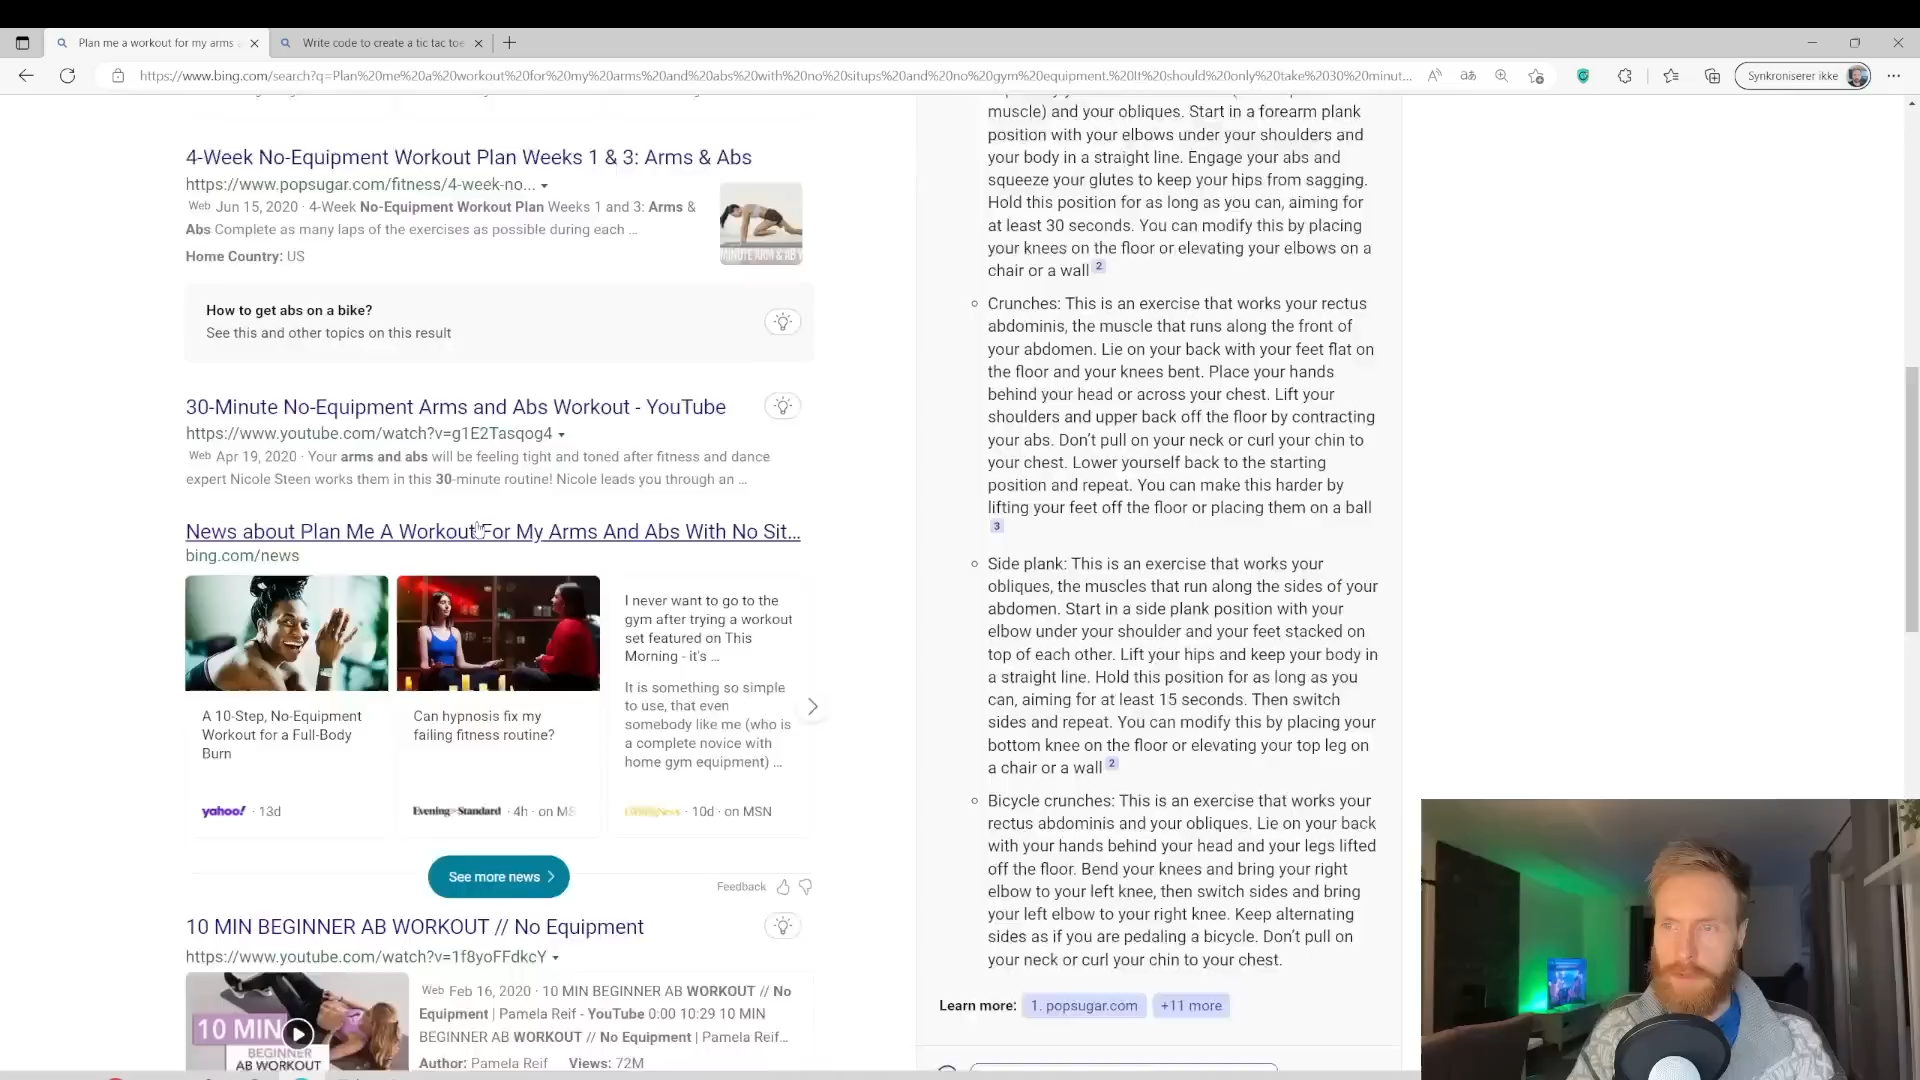 Plan me a workout for my arms
Write code to create a tic tac toe
https://www.bing.com/search?q=Plan%20me%20a%20workout%20for%20my%20arms%20and%20abs%20with%20no%20situps%20and%20no%20gym%20equipment.%20It%20should%20only%20take%2030%20minut...
Synkroniserer ikke
4-Week No-Equipment Workout Plan Weeks 1 & 3: Arms & Abs
https://www.popsugar.com/fitness/4-week-no...
Web Jun 15, 2020 · 4-Week No-Equipment Workout Plan Weeks 1 and 3: Arms &
Abs Complete as many laps of the exercises as possible during each ...
Home Country: US
MINUTE ARM & AB W
How to get abs on a bike?
See this and other topics on this result
30-Minute No-Equipment Arms and Abs Workout - YouTube
https://www.youtube.com/watch?v=g1E2Tasqog4
Web Apr 19, 2020 · Your arms and abs will be feeling tight and toned after fitness and dance
expert Nicole Steen works them in this 30-minute routine! Nicole leads you through an ...
News about Plan Me A Workout For My Arms And Abs With No Sit...
bing.com/news
A 10-Step, No-Equipment
Workout for a Full-Body
Burn
yahoo! · 13d
Can hypnosis fix my
failing fitness routine?
Evening Standard · 4h · on MS
I never want to go to the
gym after trying a workout
set featured on This
Morning - it's ...
It is something so simple
to use, that even
somebody like me (who is
a complete novice with
home gym equipment) ...
· 10d · on MSN
See more news
Feedback
10 MIN BEGINNER AB WORKOUT // No Equipment
https://www.youtube.com/watch?v=1f8yoFFdkcY
10 MIN
BEGINNER
AB WORKOUT
Web Feb 16, 2020 · 10 MIN BEGINNER AB WORKOUT // No
Equipment | Pamela Reif - YouTube 0:00 10:29 10 MIN
BEGINNER AB WORKOUT // No Equipment | Pamela Reif...
Author: Pamela Reif Views: 72M
muscle) and your obliques. Start in a forearm plank
position with your elbows under your shoulders and
your body in a straight line. Engage your abs and
squeeze your glutes to keep your hips from sagging.
Hold this position for as long as you can, aiming for
at least 30 seconds. You can modify this by placing
your knees on the floor or elevating your elbows on a
chair or a wall 2
Crunches: This is an exercise that works your rectus
abdominis, the muscle that runs along the front of
your abdomen. Lie on your back with your feet flat on
the floor and your knees bent. Place your hands
behind your head or across your chest. Lift your
shoulders and upper back off the floor by contracting
your abs. Don't pull on your neck or curl your chin to
your chest. Lower yourself back to the starting
position and repeat. You can make this harder by
lifting your feet off the floor or placing them on a ball
3
Side plank: This is an exercise that works your
obliques, the muscles that run along the sides of your
abdomen. Start in a side plank position with your
elbow under your shoulder and your feet stacked on
top of each other. Lift your hips and keep your body in
a straight line. Hold this position for as long as you
can, aiming for at least 15 seconds. Then switch
sides and repeat. You can modify this by placing your
bottom knee on the floor or elevating your top leg on
a chair or a wall 2
Bicycle crunches: This is an exercise that works your
rectus abdominis and your obliques. Lie on your back
with your hands behind your head and your legs lifted
off the floor. Bend your knees and bring your right
elbow to your left knee, then switch sides and bring
your left elbow to your right knee. Keep alternating
sides as if you are pedaling a bicycle. Don't pull on
your neck or curl your chin to your chest.
Learn more: 1. popsugar.com +11 more